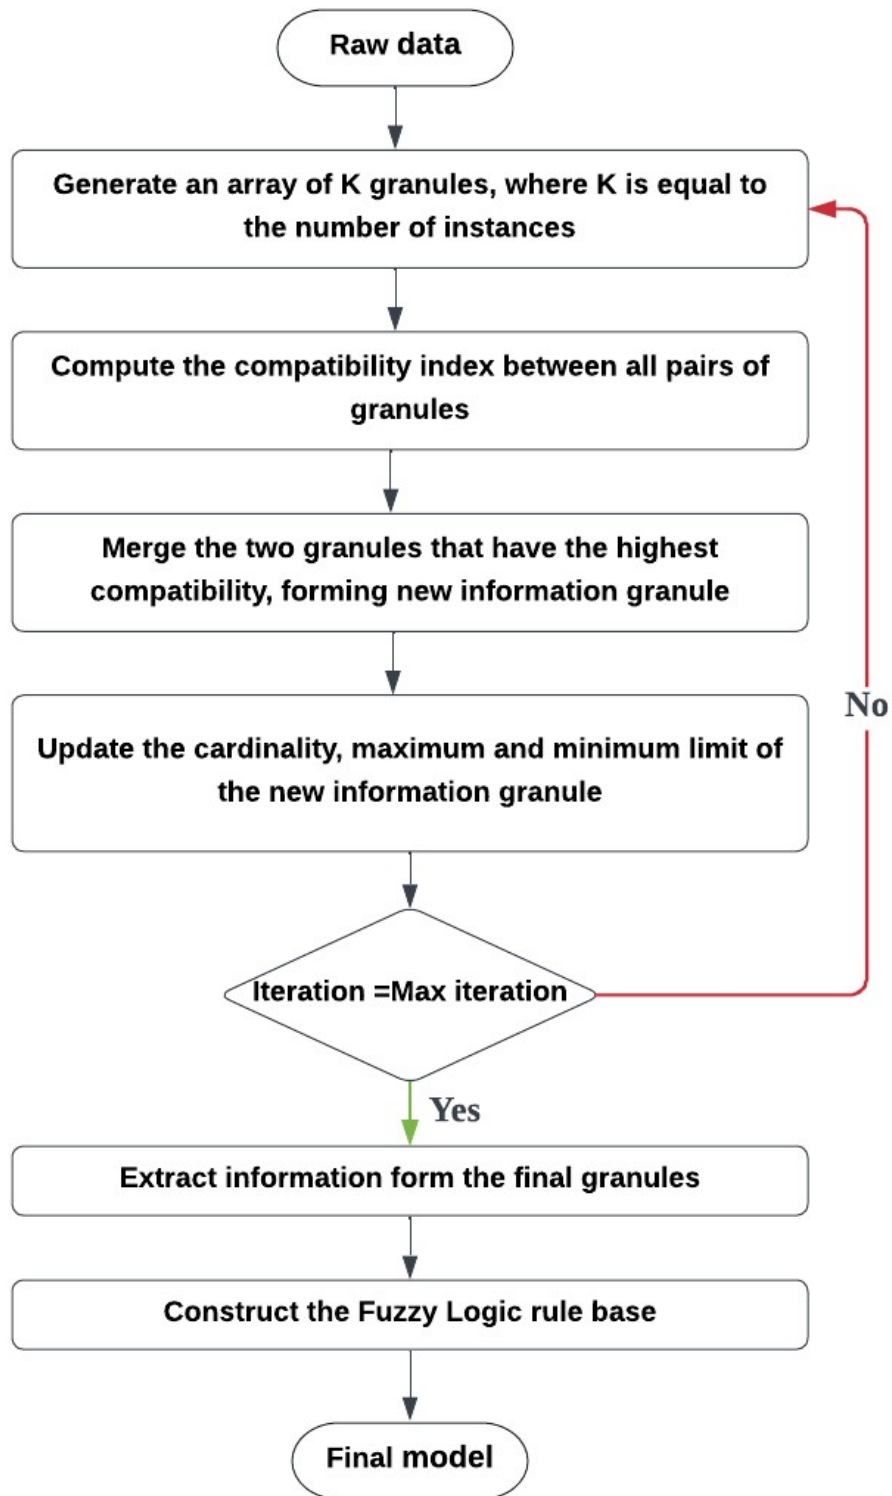 Raw data
Generate an array of K granules, where K is equal to
the number of instances
Compute the compatibility index between all pairs of
granules
Merge the two granules that have the highest
compatibility, forming new information granule
No
Update the cardinality, maximum and minimum limit of
the new information granule
Iteration =Max iteration
Yes
Extract information form the final granules
Construct the Fuzzy Logic rule base
Final model